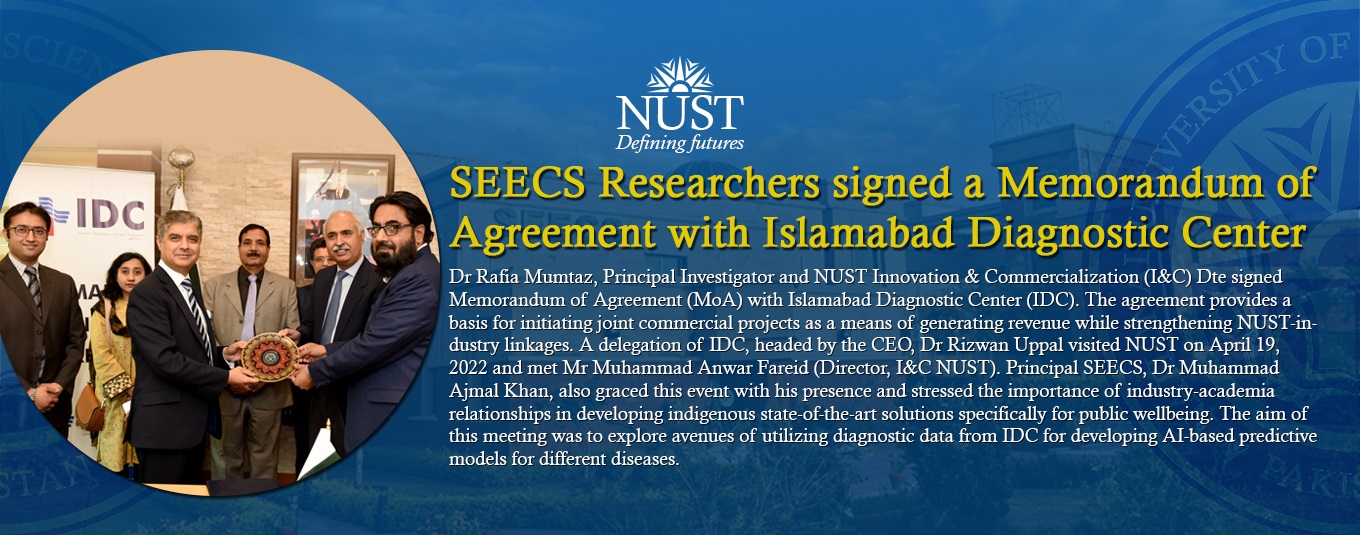 NUST
Defining futures
SEECS Researchers signed a Memorandum of
Agreement with Islamabad Diagnostic Center
Dr Rafia Mumtaz, Principal Investigator and NUST Innovation & Commercialization (I&C) Dte signed
Memorandum of Agreement (MoA) with Islamabad Diagnostic Center (IDC). The agreement provides a
basis for initiating joint commercial projects as a means of generating revenue while strengthening NUST-in-
dustry linkages. A delegation of IDC, headed by the CEO, Dr Rizwan Uppal visited NUST on April 19,
2022 and met Mr Muhammad Anwar Fareid (Director, I&C NUST). Principal SEECS, Dr Muhammad
Ajmal Khan, also graced this event with his presence and stressed the importance of industry-academia
relationships in developing indigenous state-of-the-art solutions specifically for public wellbeing. The aim of
this meeting was to explore avenues of utilizing diagnostic data from IDC for developing AI-based predictive
models for different diseases.
IDC
SEECS
UNIVERSITY OF